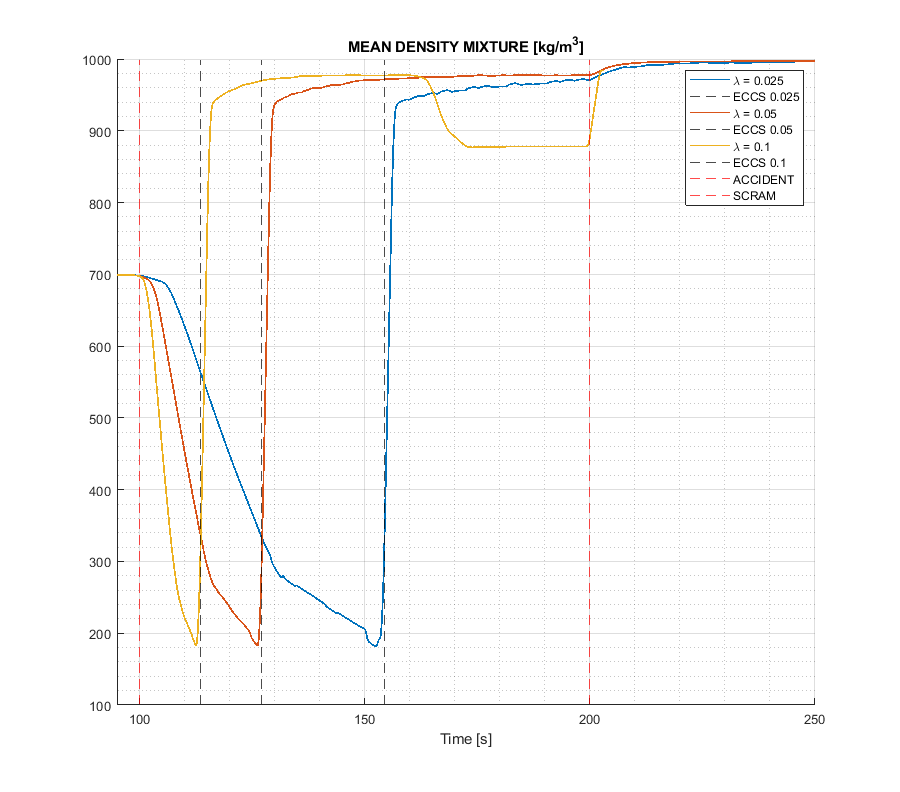 MEAN DENSITY MIXTURE [kg/m³]
1000
900
800
700
600
500
400
300
200
100
λ = 0.025
ECCS 0.025
λ = 0.05
ECCS 0.05
λ = 0.1
ECCS 0.1
ACCIDENT
SCRAM
100 150 200 250
Time [s]